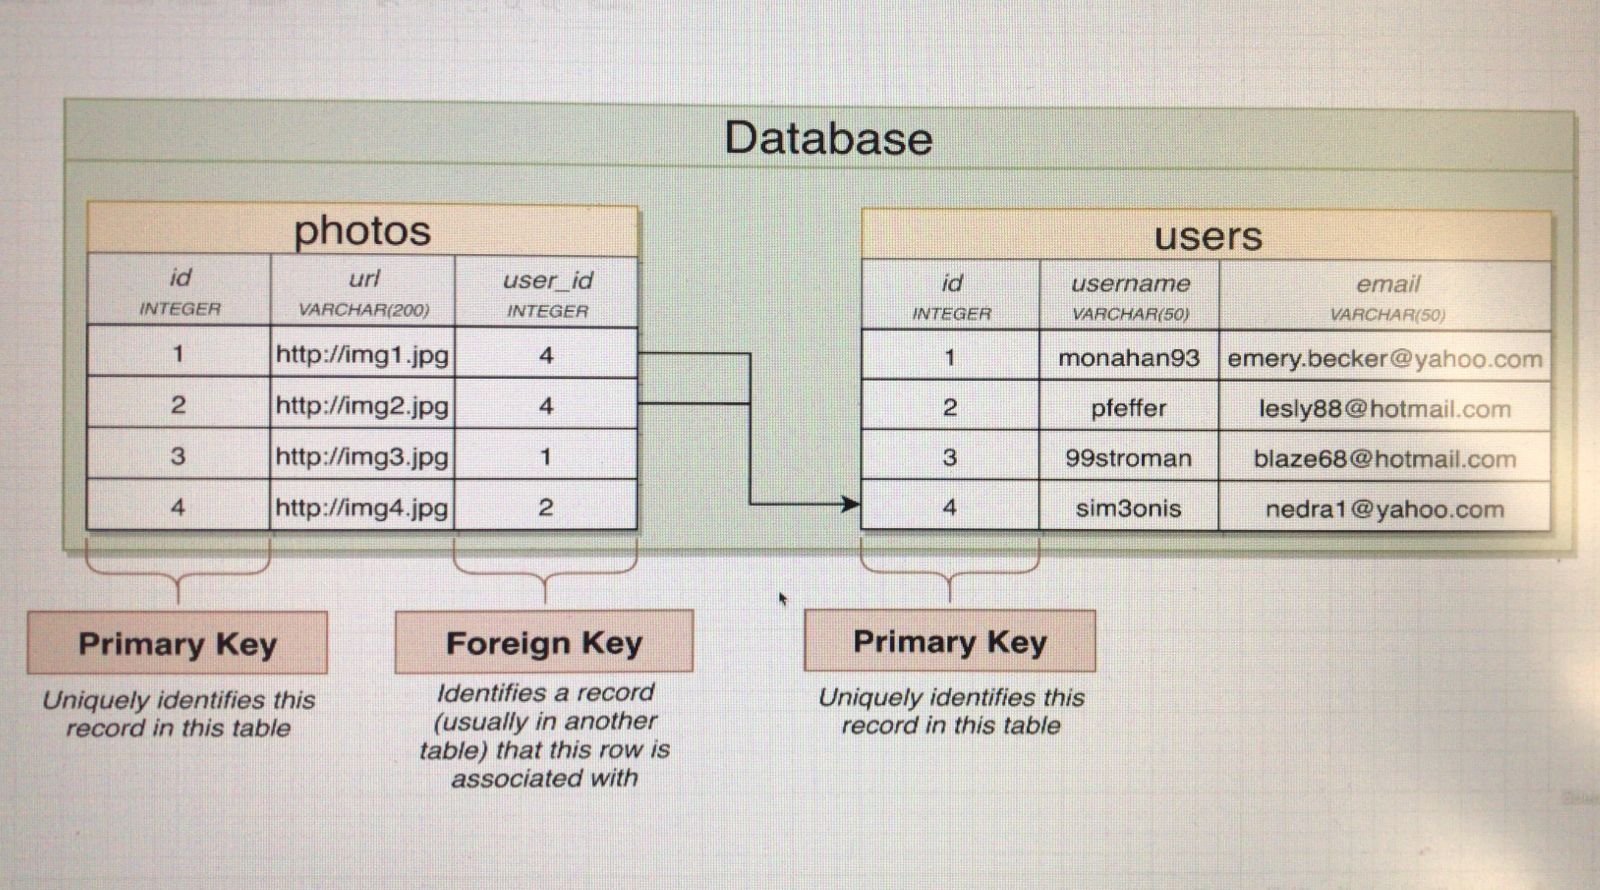 Database
photos
id url user_id
INTEGER VARCHAR(200) INTEGER
1 http://img1.jpg 4
2 http://img2.jpg 4
3 http://img3.jpg 1
4 http://img4.jpg 2
users
id username email
INTEGER VARCHAR(50) VARCHAR(50)
1 monahan93 emery.becker@yahoo.com
2 pfeffer lesly88@hotmail.com
3 99stroman blaze68@hotmail.com
4 sim3onis nedra1@yahoo.com
Primary Key
Uniquely identifies this
record in this table
Foreign Key
Identifies a record
(usually in another
table) that this row is
associated with
Primary Key
Uniquely identifies this
record in this table